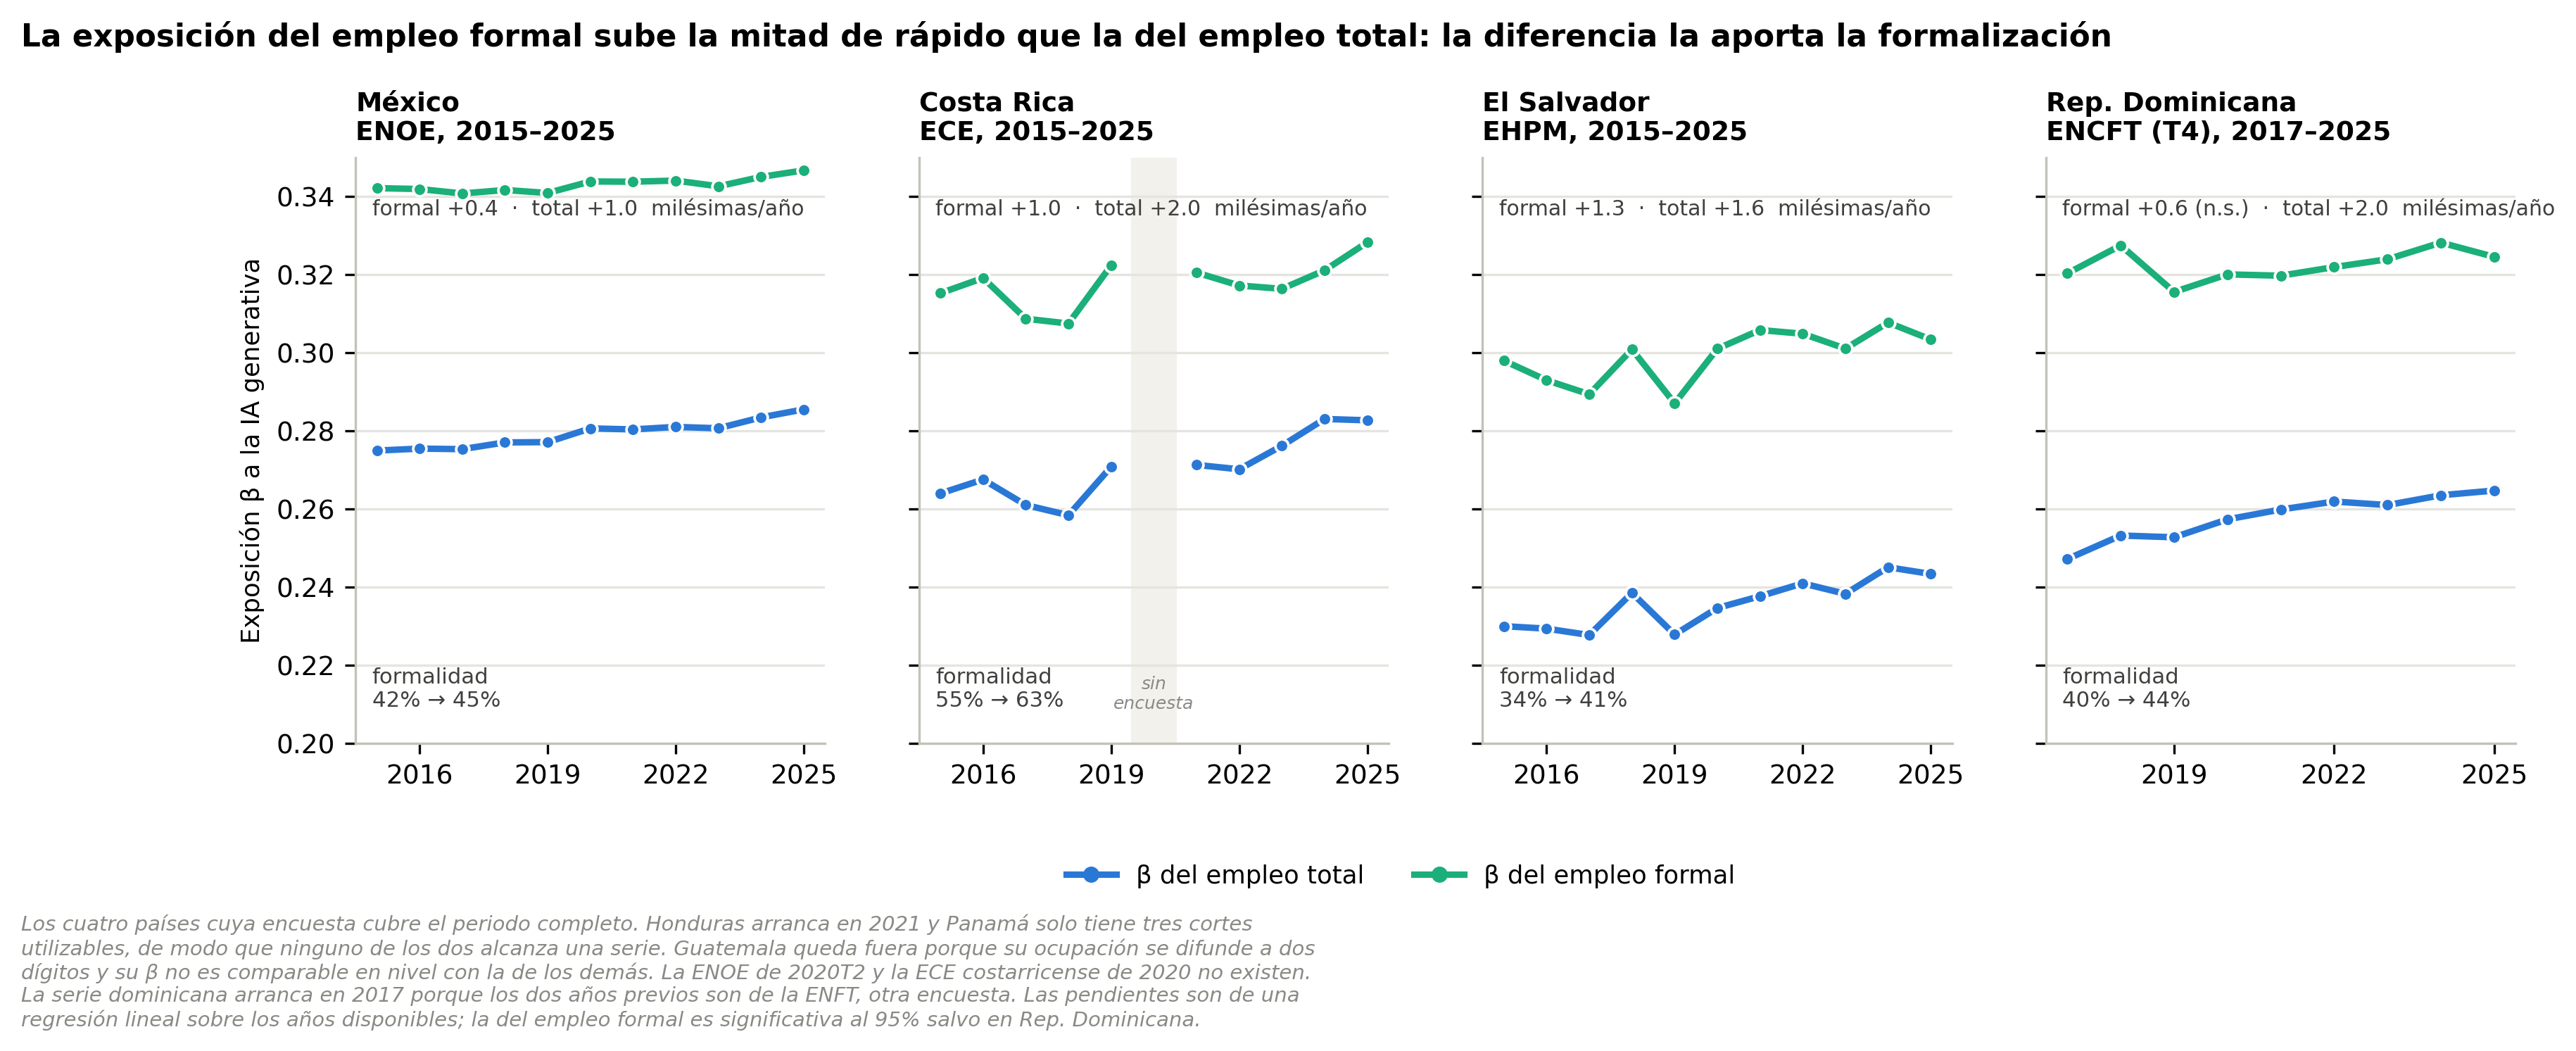 La exposición del empleo formal sube la mitad de rápido que la del empleo total: la diferencia la aporta la formalización
México
ENOE, 2015–2025
Costa Rica
ECE, 2015–2025
El Salvador
EHPM, 2015–2025
Rep. Dominicana
ENCFT (T4), 2017–2025
Exposición β a la IA generativa
0.34
0.32
0.30
0.28
0.26
0.24
0.22
0.20
formal +0.4 · total +1.0 milésimas/año
formalidad
42% → 45%
2016 2019 2022 2025
formal +1.0 · total +2.0 milésimas/año
formalidad
55% → 63%
sin
encuesta
2016 2019 2022 2025
formal +1.3 · total +1.6 milésimas/año
formalidad
34% → 41%
2016 2019 2022 2025
formal +0.6 (n.s.) · total +2.0 milésimas/año
formalidad
40% → 44%
2019 2022 2025
β del empleo total
β del empleo formal
Los cuatro países cuya encuesta cubre el periodo completo. Honduras arranca en 2021 y Panamá solo tiene tres cortes
utilizables, de modo que ninguno de los dos alcanza una serie. Guatemala queda fuera porque su ocupación se difunde a dos
dígitos y su β no es comparable en nivel con la de los demás. La ENOE de 2020T2 y la ECE costarricense de 2020 no existen.
La serie dominicana arranca en 2017 porque los dos años previos son de la ENFT, otra encuesta. Las pendientes son de una
regresión lineal sobre los años disponibles; la del empleo formal es significativa al 95% salvo en Rep. Dominicana.